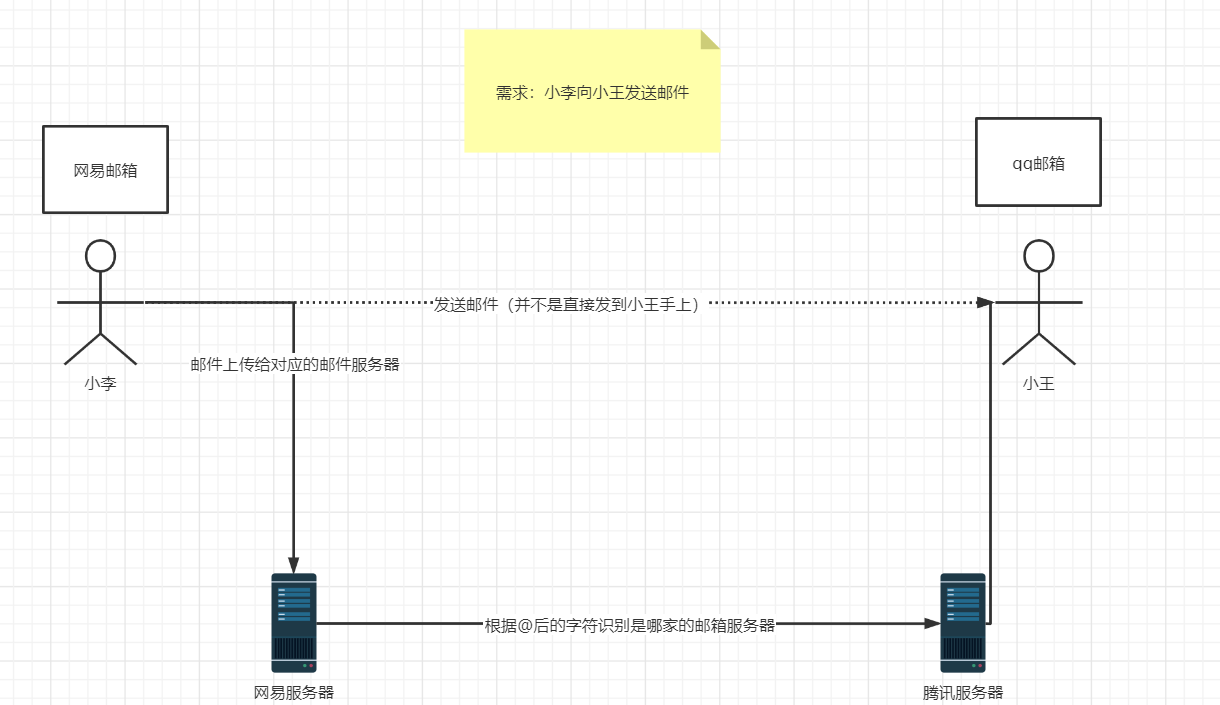 需求：小李向小王发送邮件
网易邮箱
qq邮箱
发送邮件（并不是直接发到小王手上）
邮件上传给对应的邮件服务器
小李
小王
根据@后的字符识别是哪家的邮箱服务器
网易服务器
腾讯服务器